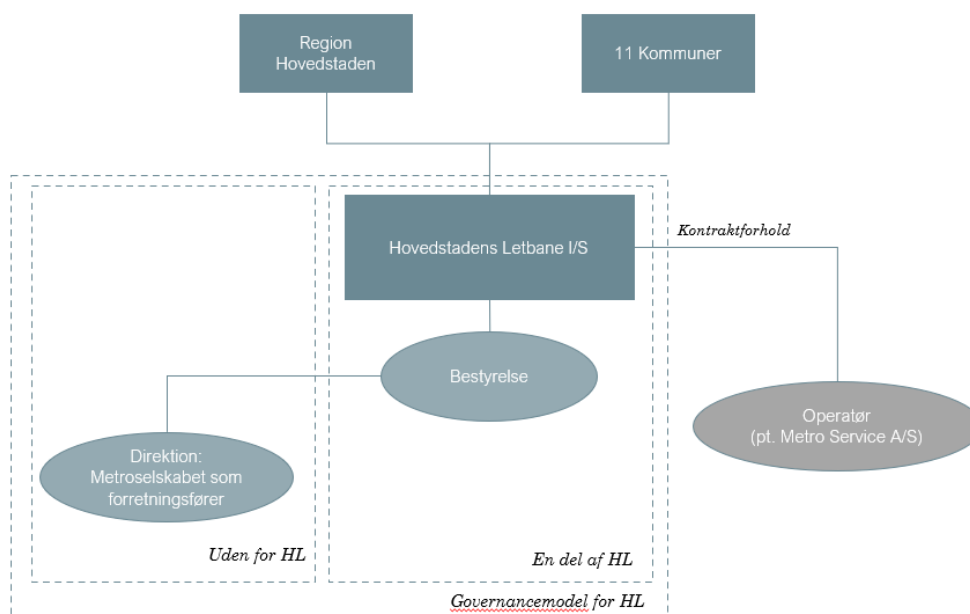 Region
Hovedstaden
11 Kommuner
Hovedstadens Letbane I/S
Kontraktforhold
Bestyrelse
Operatør
(pt. Metro Service A/S)
Direktion:
Metroselskabet som
forretningsfører
Uden for HL
En del af HL
Governancemodel for HL